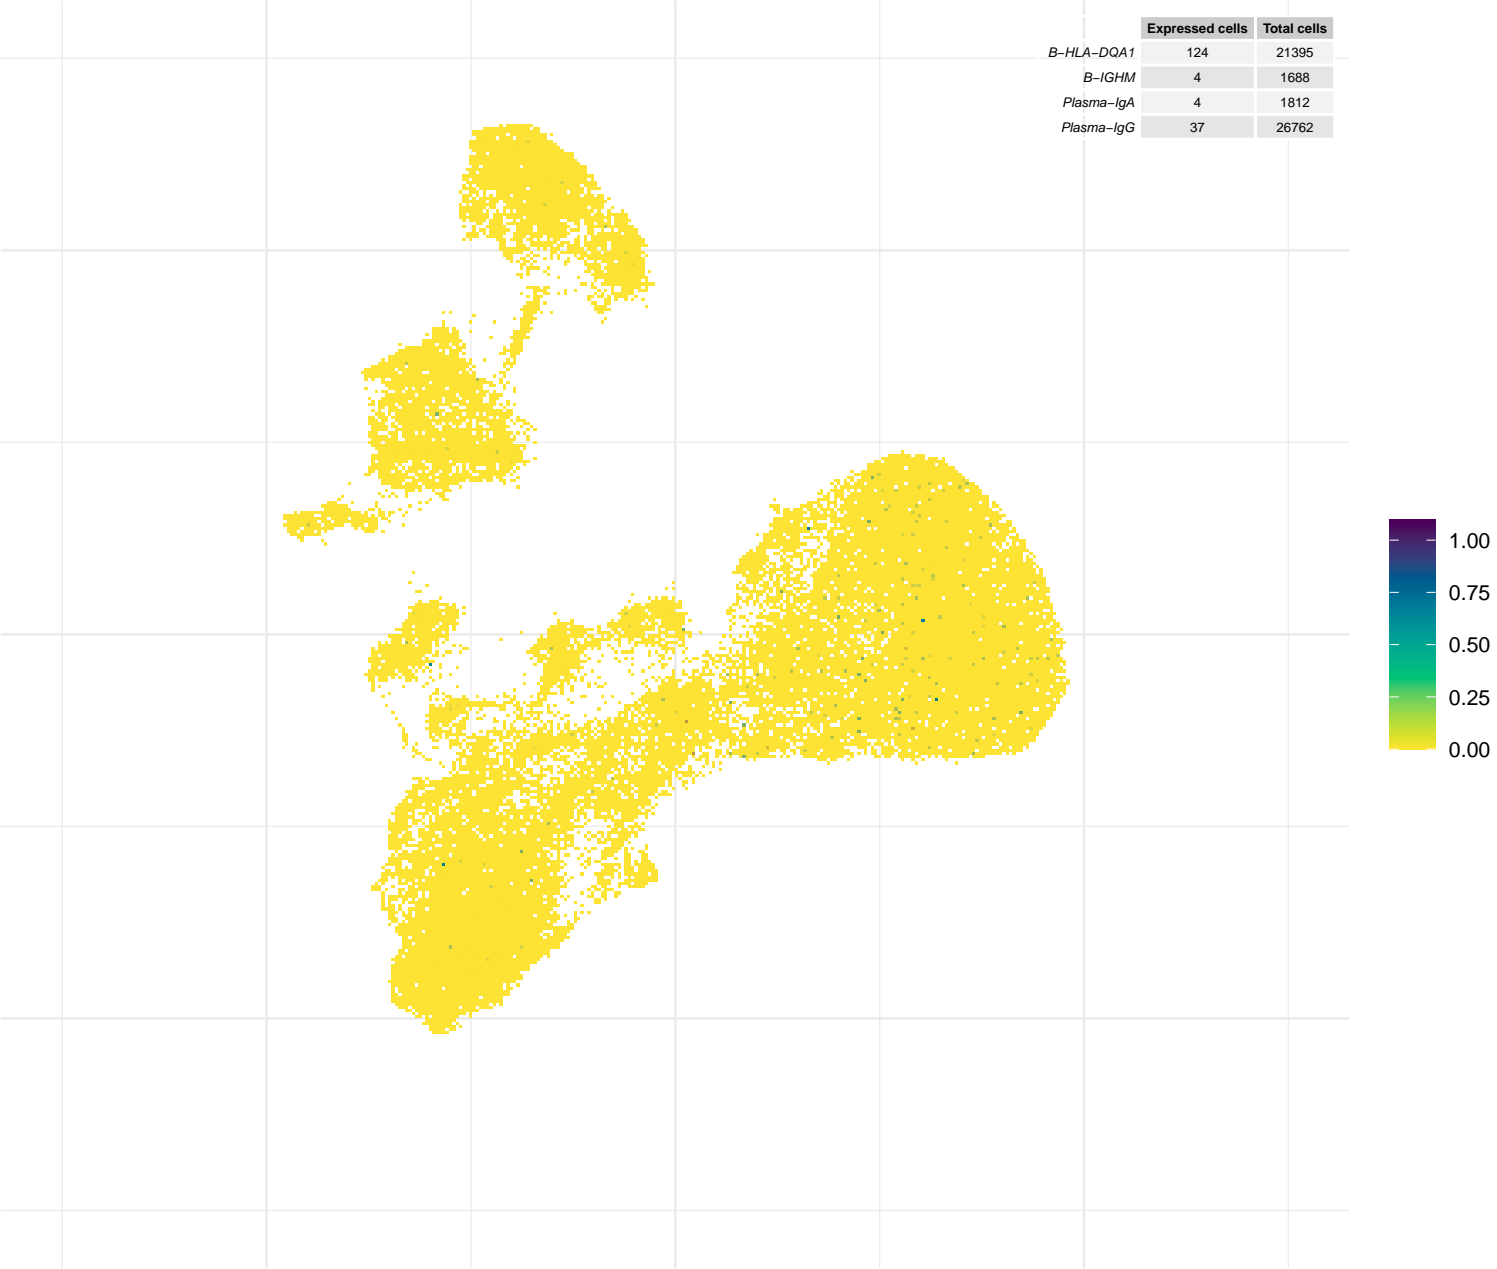 Expressed cells Total cells
B−HLA−DQA1 124 21395
B−IGHM 4 1688
Plasma−IgA 4 1812
Plasma−IgG 37 26762
1.00
0.75
0.50
0.25
0.00